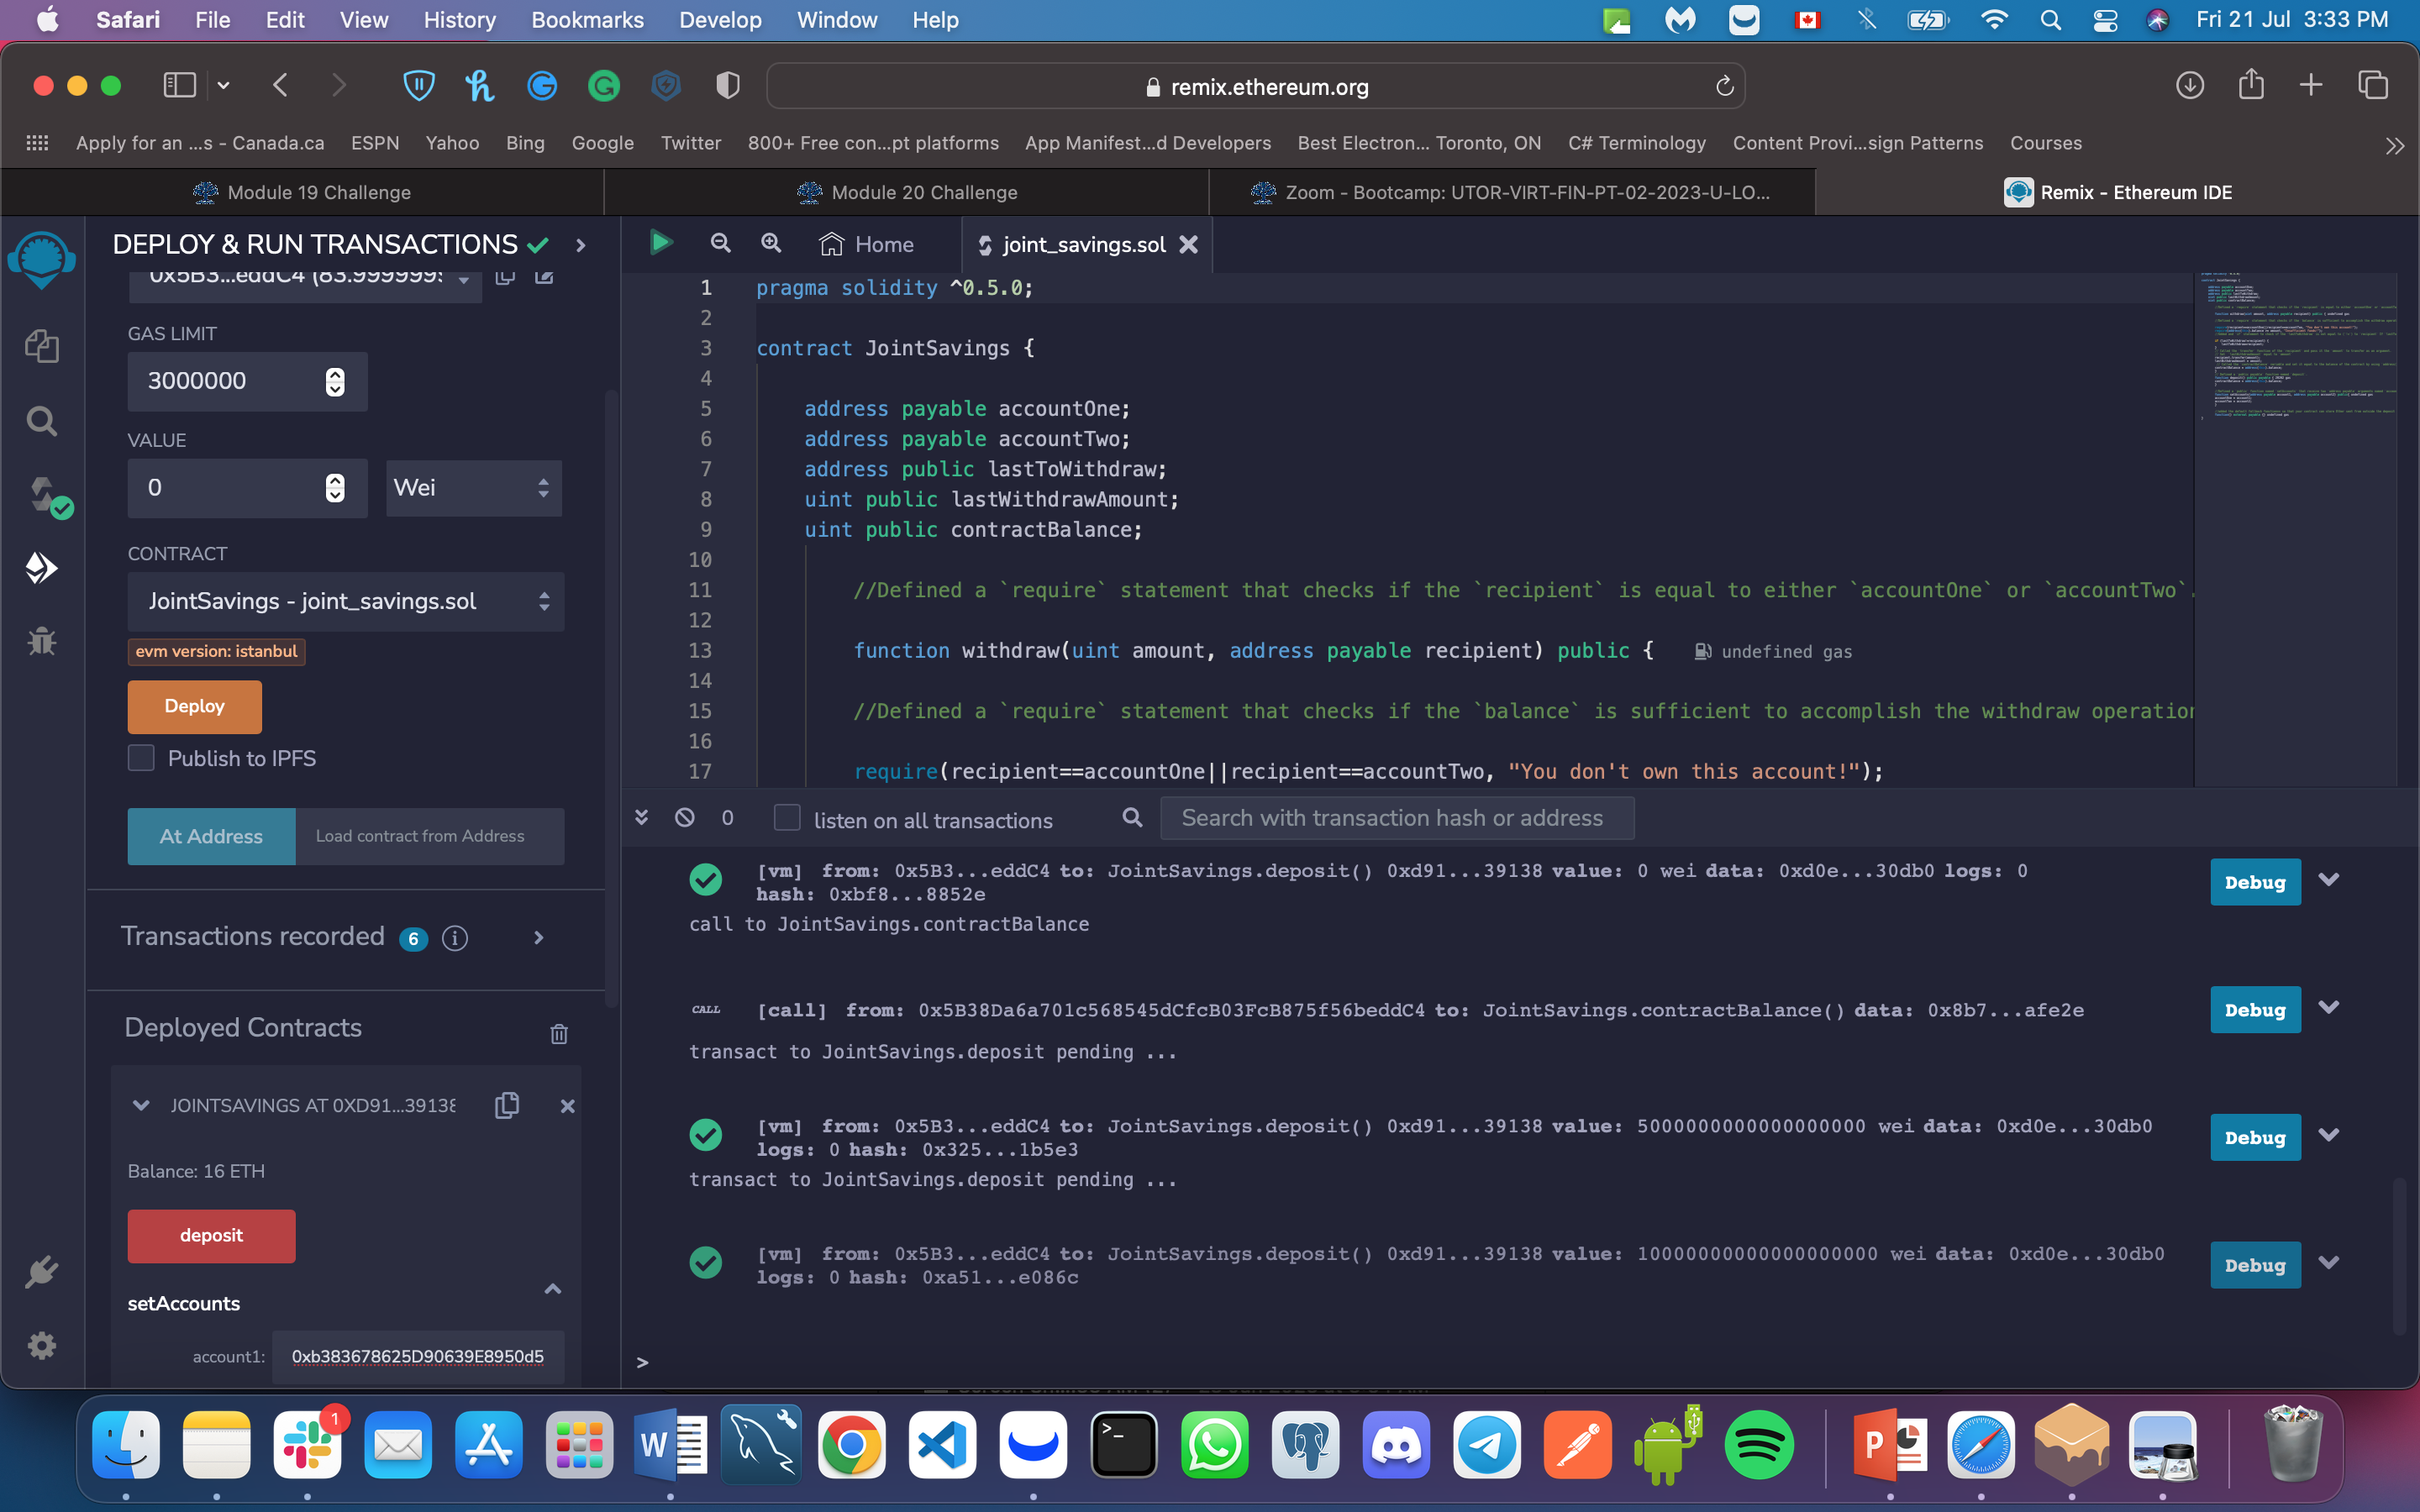 Safari File Edit View History Bookmarks Develop Window Help Fri 21 Jul 3:33 PM
remix.ethereum.org
Apply for an ...s - Canada.ca ESPN Yahoo Bing Google Twitter 800+ Free con...pt platforms App Manifest...d Developers Best Electron... Toronto, ON C# Terminology Content Provi...sign Patterns Courses
Module 19 Challenge Module 20 Challenge Zoom - Bootcamp: UTOR-VIRT-FIN-PT-02-2023-U-LO... Remix - Ethereum IDE
DEPLOY & RUN TRANSACTIONS
0x5B3...eddC4 (83.9999999
GAS LIMIT
3000000
VALUE
0 Wei
CONTRACT
JointSavings - joint_savings.sol
evm version: istanbul
Deploy
Publish to IPFS
At Address Load contract from Address
Transactions recorded 6 i
Deployed Contracts
JOINTSAVINGS AT 0XD91...39138
Balance: 16 ETH
deposit
setAccounts
account1: 0xb383678625D90639E8950d5
Home joint_savings.sol
1 pragma solidity ^0.5.0;
2
3 contract JointSavings {
4
5 address payable accountOne;
6 address payable accountTwo;
7 address public lastToWithdraw;
8 uint public lastWithdrawAmount;
9 uint public contractBalance;
10
11 //Defined a `require` statement that checks if the `recipient` is equal to either `accountOne` or `accountTwo`.
12
13 function withdraw(uint amount, address payable recipient) public { undefined gas
14
15 //Defined a `require` statement that checks if the `balance` is sufficient to accomplish the withdraw operation
16
17 require(recipient==accountOne||recipient==accountTwo, "You don't own this account!");
0 listen on all transactions Search with transaction hash or address
[vm] from: 0x5B3...eddC4 to: JointSavings.deposit() 0xd91...39138 value: 0 wei data: 0xd0e...30db0 logs: 0
hash: 0xbf8...8852e
Debug
call to JointSavings.contractBalance
CALL [call] from: 0x5B38Da6a701c568545dCfcB03FcB875f56beddC4 to: JointSavings.contractBalance() data: 0x8b7...afe2e
Debug
transact to JointSavings.deposit pending ...
[vm] from: 0x5B3...eddC4 to: JointSavings.deposit() 0xd91...39138 value: 5000000000000000000 wei data: 0xd0e...30db0
logs: 0 hash: 0x325...1b5e3
Debug
transact to JointSavings.deposit pending ...
[vm] from: 0x5B3...eddC4 to: JointSavings.deposit() 0xd91...39138 value: 10000000000000000000 wei data: 0xd0e...30db0
logs: 0 hash: 0xa51...e086c
Debug
>
1